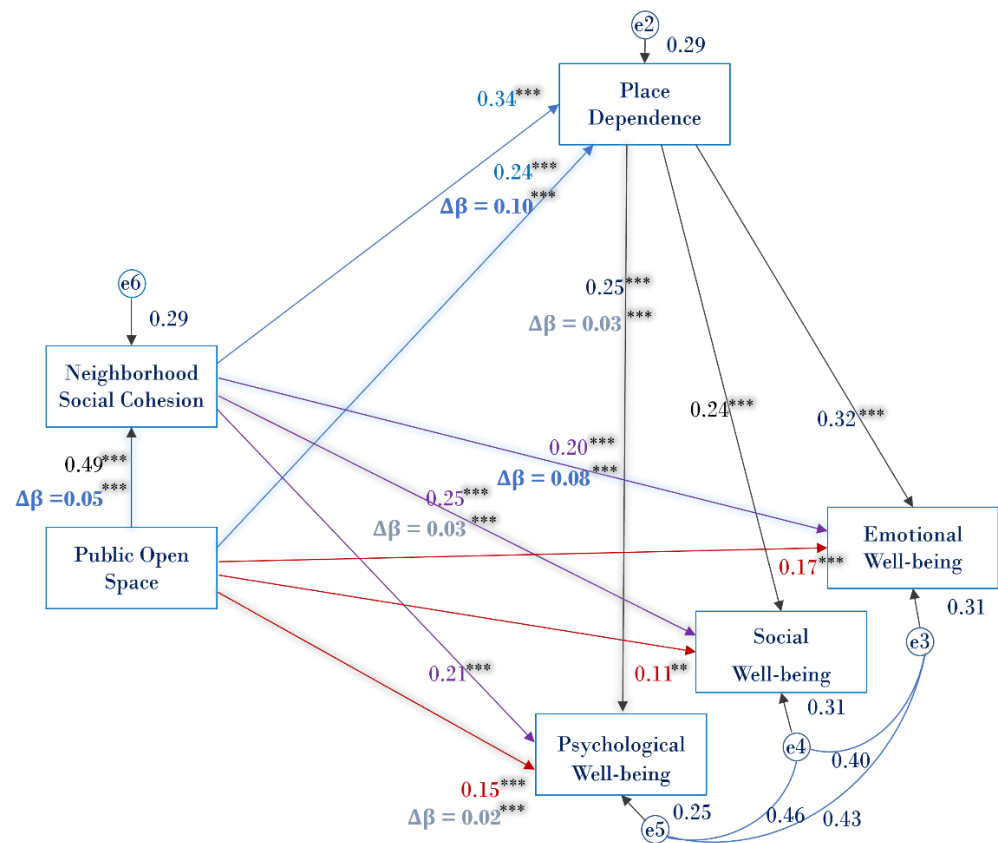 e2
0.29
Place
Dependence
0.34***
0.24***
Δβ = 0.10***
e6
0.29
Neighborhood
Social Cohesion
0.25***
Δβ = 0.03***
0.49***
Δβ =0.05***
0.24***
0.32***
0.20***
Δβ = 0.08***
0.25***
Δβ = 0.03***
Public Open
Space
Emotional
Well-being
0.17***
0.31
e3
Social
Well-being
0.21***
0.11**
0.31
e4
Psychological
Well-being
0.15***
Δβ = 0.02***
0.25
e5
0.40
0.46
0.43